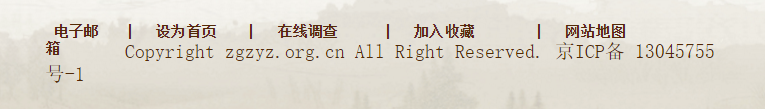 电子邮 | 设为首页 | 在线调查 | 加入收藏 | 网站地图
箱 Copyright zgzyz.org.cn All Right Reserved. 京ICP备 13045755
号-1